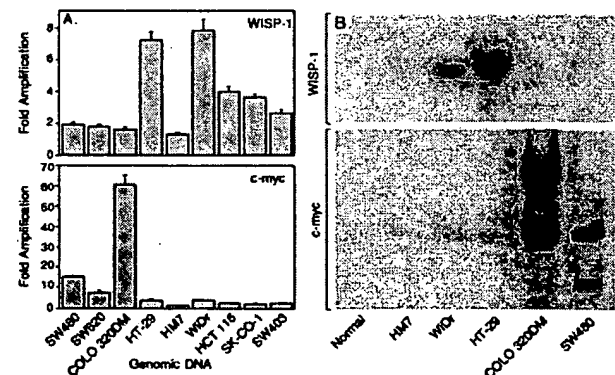 A.
WISP-1
Fold Amplification
8
6
4
2
0
c-myc
Fold Amplification
70
60
50
40
30
20
10
0
SW480
SW620
COLO 320DM
HT-29
HM7
WiDr
HCT 116
SK-CO-1
SW403
Genomic DNA
B.
WISP-1
c-myc
Normal
HM7
WiDr
HT-29
COLO 320DM
SW480